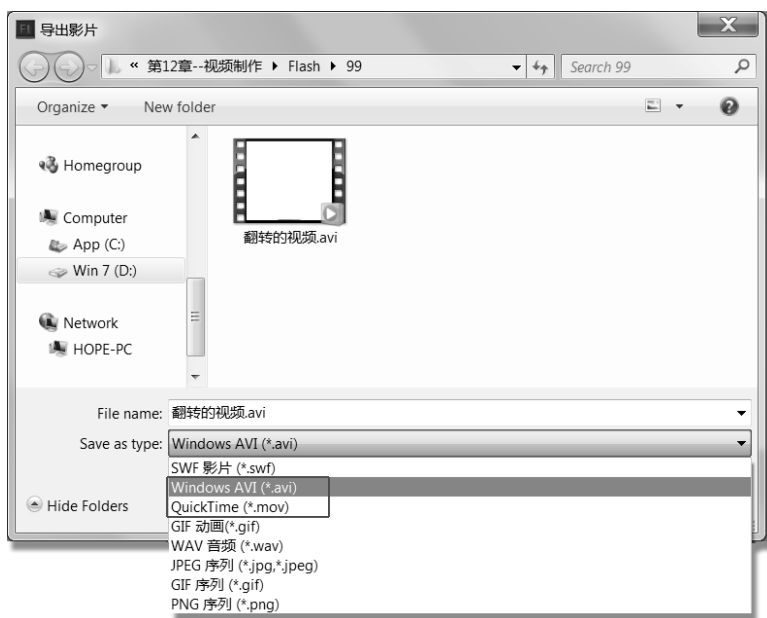 FL 导出影片
« 第12章--视频制作 ▸ Flash ▸ 99
Search 99
Organize
New folder
Homegroup
Computer
App (C:)
Win 7 (D:)
Network
HOPE-PC
翻转的视频.avi
File name: 翻转的视频.avi
Save as type: Windows AVI (*.avi)
SWF 影片 (*.swf)
Windows AVI (*.avi)
QuickTime (*.mov)
GIF 动画(*.gif)
WAV 音频 (*.wav)
JPEG 序列 (*.jpg,*.jpeg)
GIF 序列 (*.gif)
PNG 序列 (*.png)
Hide Folders